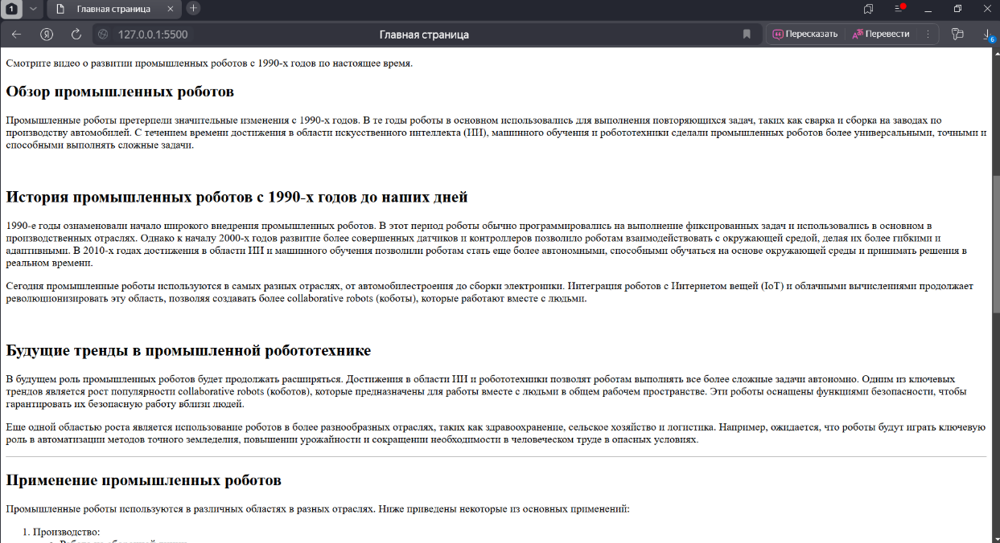 1
Главная страница
127.0.0.1:5500
Главная страница
Пересказать
Перевести
6
Смотрите видео о развитии промышленных роботов с 1990-х годов по настоящее время.
Обзор промышленных роботов
Промышленные роботы претерпели значительные изменения с 1990-х годов. В те годы роботы в основном использовались для выполнения повторяющихся задач, таких как сварка и сборка на заводах по
производству автомобилей. С течением времени достижения в области искусственного интеллекта (ИИ), машинного обучения и робототехники сделали промышленных роботов более универсальными, точными и
способными выполнять сложные задачи.
История промышленных роботов с 1990-х годов до наших дней
1990-е годы ознаменовали начало широкого внедрения промышленных роботов. В этот период роботы обычно программировались на выполнение фиксированных задач и использовались в основном в
производственных отраслях. Однако к началу 2000-х годов развитие более совершенных датчиков и контроллеров позволило роботам взаимодействовать с окружающей средой, делая их более гибкими и
адаптивными. В 2010-х годах достижения в области ИИ и машинного обучения позволили роботам стать еще более автономными, способными обучаться на основе окружающей среды и принимать решения в
реальном времени.
Сегодня промышленные роботы используются в самых разных отраслях, от автомобилестроения до сборки электроники. Интеграция роботов с Интернетом вещей (IoT) и облачными вычислениями продолжает
революционизировать эту область, позволяя создавать более collaborative robots (коботы), которые работают вместе с людьми.
Будущие тренды в промышленной робототехнике
В будущем роль промышленных роботов будет продолжать расширяться. Достижения в области ИИ и робототехники позволят роботам выполнять все более сложные задачи автономно. Одним из ключевых
трендов является рост популярности collaborative robots (коботов), которые предназначены для работы вместе с людьми в общем рабочем пространстве. Эти роботы оснащены функциями безопасности, чтобы
гарантировать их безопасную работу вблизи людей.
Еще одной областью роста является использование роботов в более разнообразных отраслях, таких как здравоохранение, сельское хозяйство и логистика. Например, ожидается, что роботы будут играть ключевую
роль в автоматизации методов точного земледелия, повышении урожайности и сокращении необходимости в человеческом труде в опасных условиях.
Применение промышленных роботов
Промышленные роботы используются в различных областях в разных отраслях. Ниже приведены некоторые из основных применений:
1. Производство: